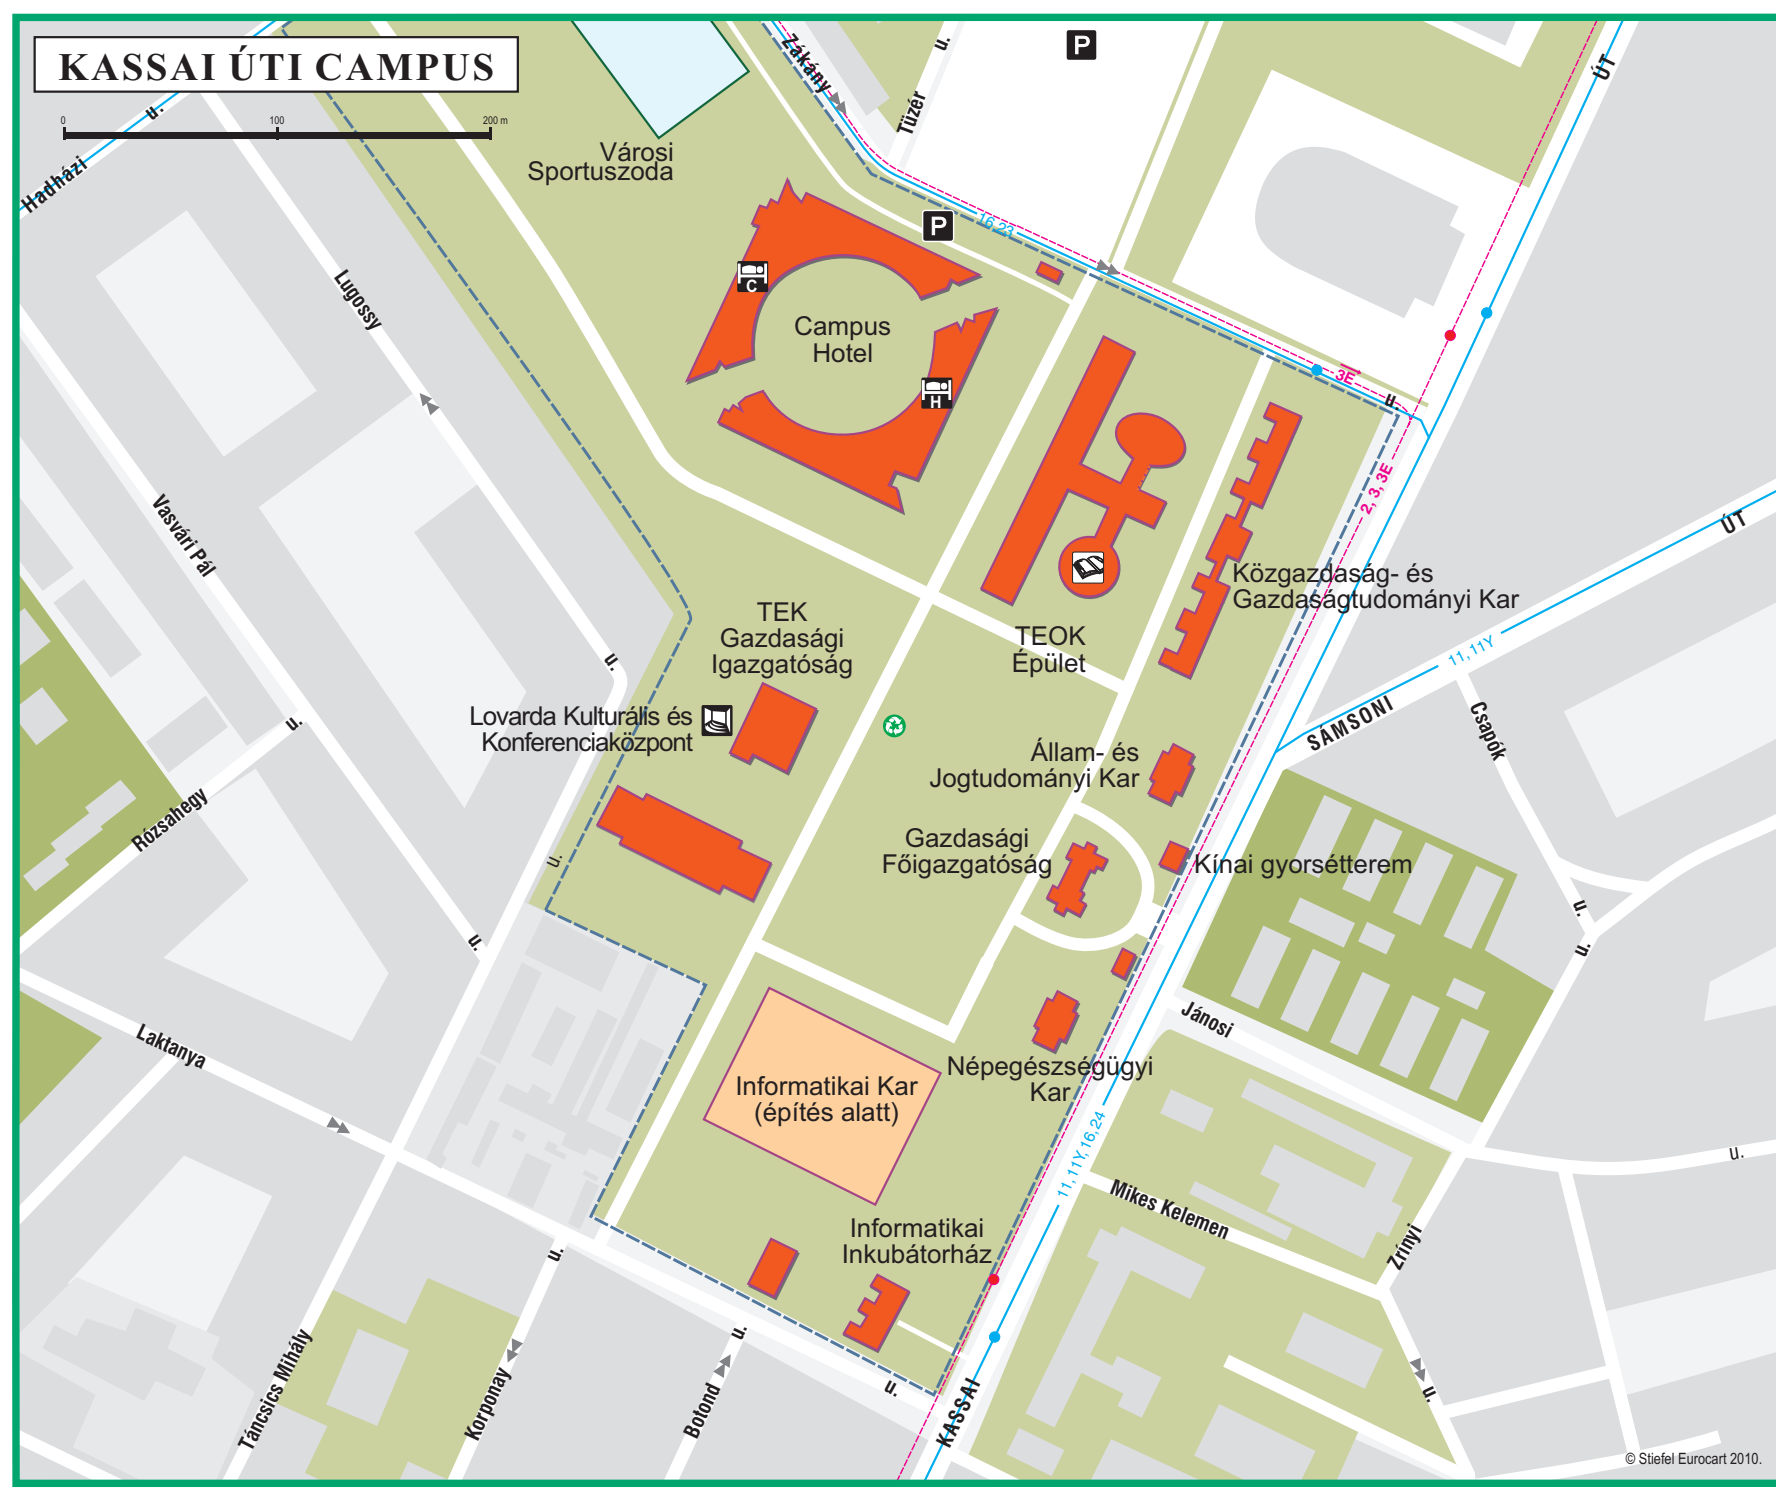 KASSAI ÚTI CAMPUS
0 100 200 m
Hadházi
u.
Városi
Sportuszoda
Zákány
Tüzér
u.
P
ÚT
P
16,23
C
Campus
Hotel
H
3E
u.
2, 3, 3E
Lugossy
u.
Vasvári Pál
u.
Közgazdaság- és
Gazdaságtudományi Kar
ÚT
11, 11Y
SÁMSONI
TEK
Gazdasági
Igazgatóság
TEOK
Épület
Lovarda Kulturális és
Konferenciaközpont
Állam- és
Jogtudományi Kar
Gazdasági
Főigazgatóság
Kínai gyorsétterem
Csapók
u.
u.
Rózsahegy
u.
u.
Laktanya
Jánosi
u.
Népegészségügyi
Kar
Informatikai Kar
(építés alatt)
11, 11Y, 16, 24
Mikes Kelemen
Zrínyi
u.
Informatikai
Inkubátorház
u.
Táncsics Mihály
Korponay
u.
Botond
u.
KASSAI
© Stiefel Eurocart 2010.